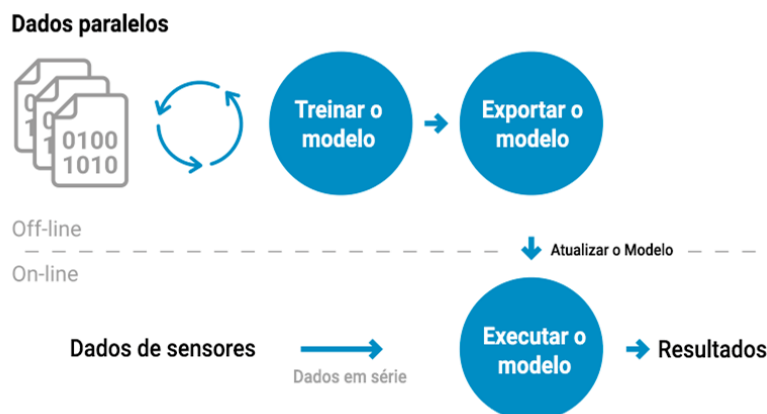 Dados paralelos
0100
1010
Treinar o
modelo
Exportar o
modelo
Off-line
Atualizar o Modelo
On-line
Dados de sensores
Dados em série
Executar o
modelo
Resultados